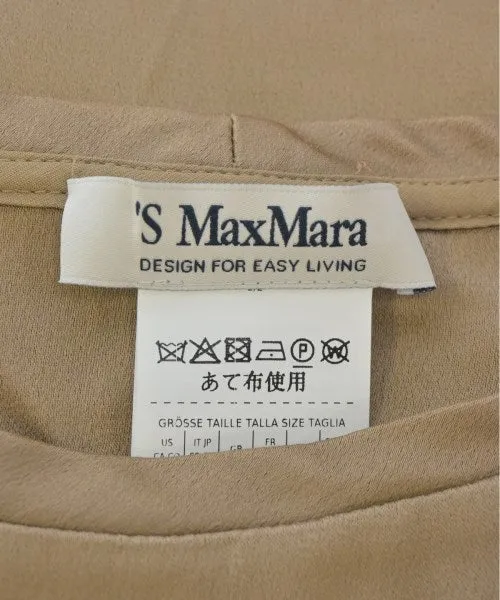 'S MaxMara
DESIGN FOR EASY LIVING
P W
あて布使用
GRÖSSE TAILLE TALLA SIZE TAGLIA
US IT JP GB FR